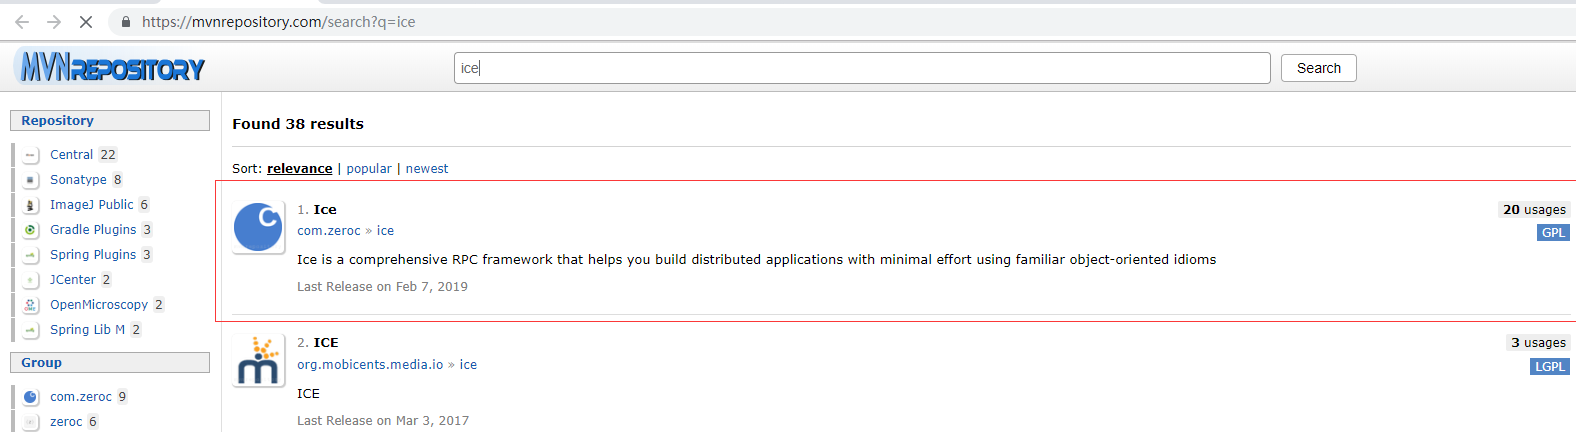 https://mvnrepository.com/search?q=ice
MVNREPOSITORY
ice
Search
Repository
Central 22
Sonatype 8
ImageJ Public 6
Gradle Plugins 3
Spring Plugins 3
JCenter 2
OpenMicroscopy 2
Spring Lib M 2
Group
com.zeroc 9
zeroc 6
Found 38 results
Sort: relevance | popular | newest
1. Ice
20 usages
com.zeroc » ice
GPL
Ice is a comprehensive RPC framework that helps you build distributed applications with minimal effort using familiar object-oriented idioms
Last Release on Feb 7, 2019
2. ICE
3 usages
org.mobicents.media.io » ice
LGPL
ICE
Last Release on Mar 3, 2017